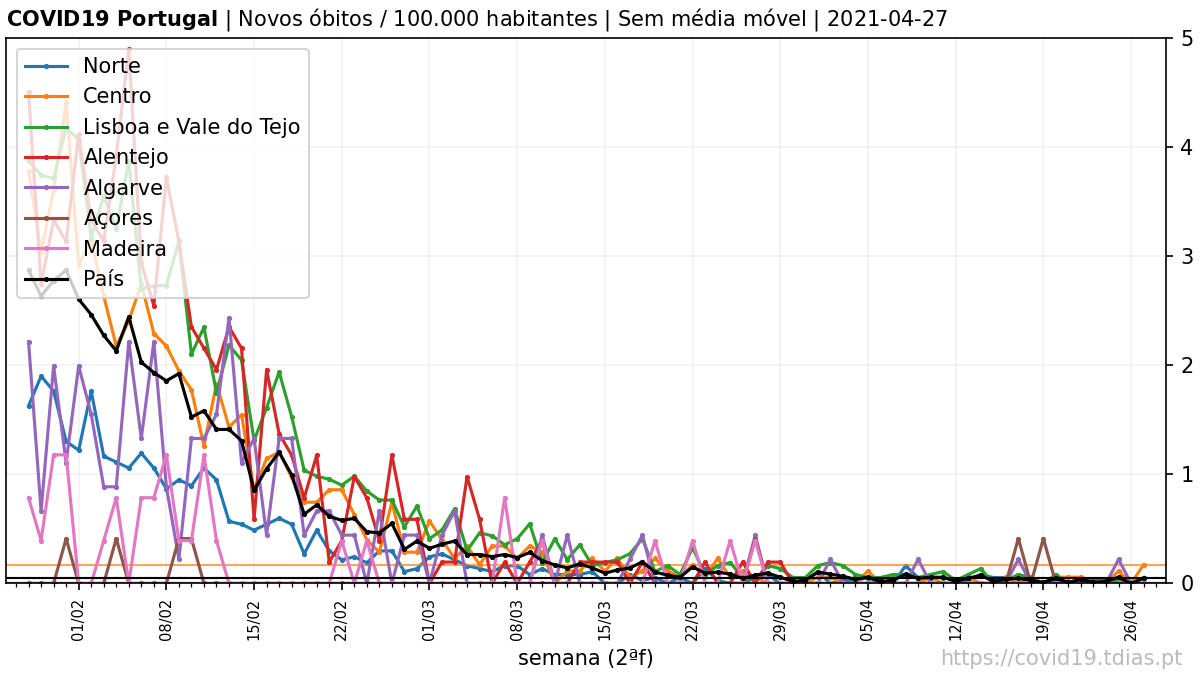 COVID19 Portugal | Novos óbitos / 100.000 habitantes | Sem média móvel | 2021-04-27
Norte
Centro
Lisboa e Vale do Tejo
Alentejo
Algarve
Açores
Madeira
País
5
4
3
2
1
0
01/02 08/02 15/02 22/02 01/03 08/03 15/03 22/03 29/03 05/04 12/04 19/04 26/04
semana (2ªf)
https://covid19.tdias.pt